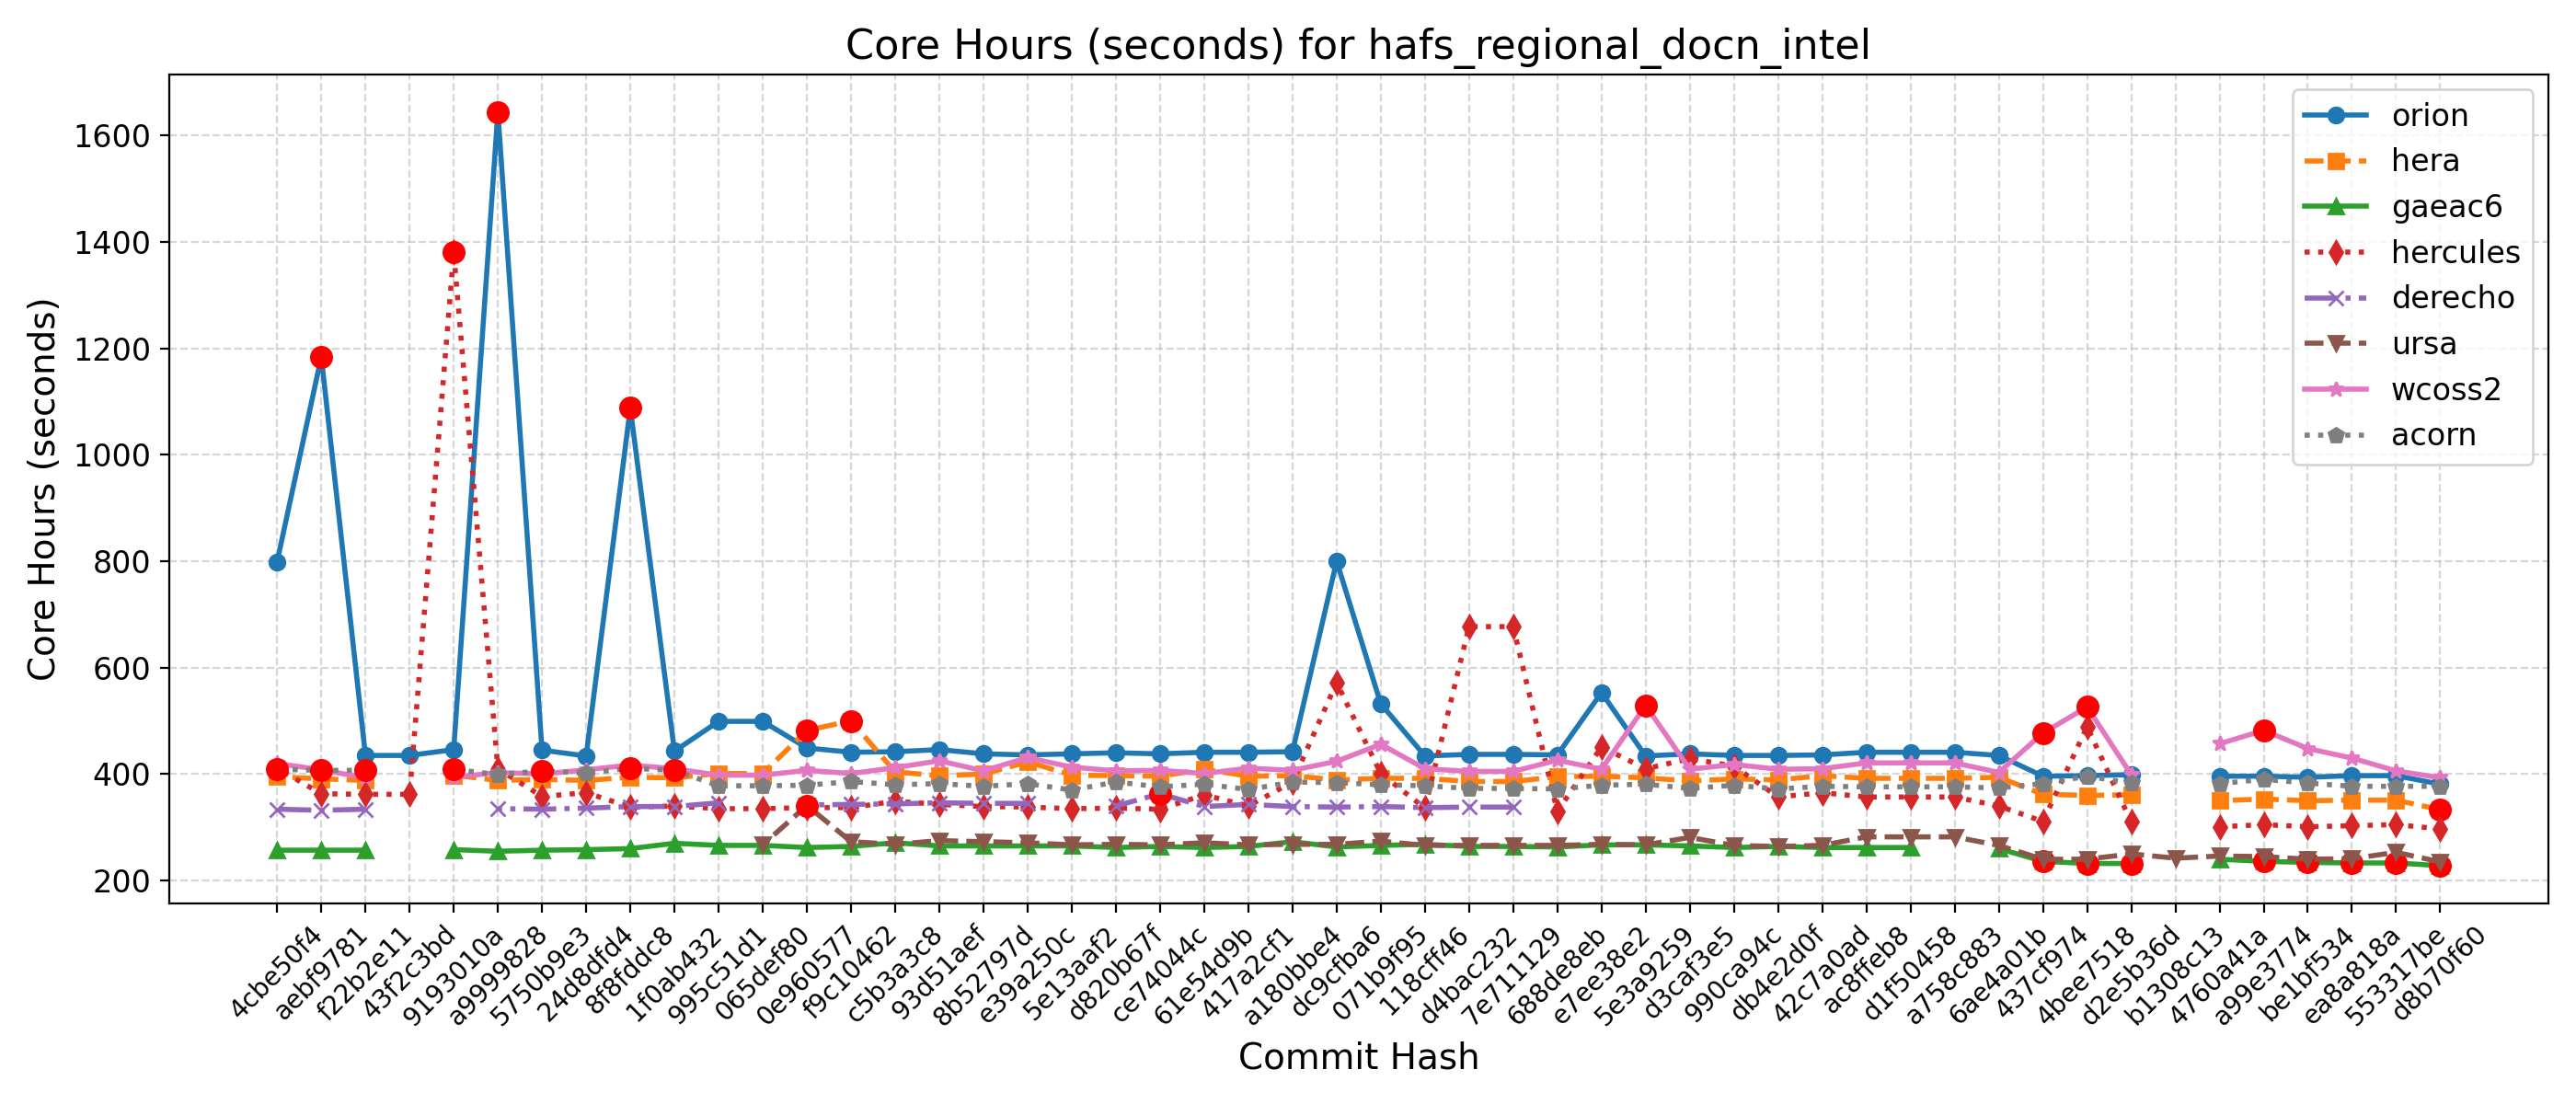 Core Hours (seconds) for hafs_regional_docn_intel
Core Hours (seconds)
1600
1400
1200
1000
800
600
400
200
orion
hera
gaeac6
hercules
derecho
ursa
wcoss2
acorn
4cbe50f4
aebf9781
f22b2e11
43f2c3bd
9193010a
a9999828
5750b9e3
24d8dfd4
8f8fddc8
1f0ab432
995c51d1
065def80
0e960577
f9c10462
c5b3a3c8
93d51aef
8b52797d
e39a250c
5e13aaf2
d820b67f
ce74044c
61e54d9b
417a2cf1
a180bbe4
dc9cfba6
071b9f95
118cff46
d4bac232
7e711129
688de8eb
e7ee38e2
5e3a9259
d3caf3e5
990ca94c
db4e2d0f
42c7a0ad
ac8ffeb8
d1f50458
a758c883
6ae4a01b
437cf974
4bee7518
d2e5b36d
b1308c13
4760a41a
a99e3774
be1bf534
ea8a818a
553317be
d8b70f60
Commit Hash